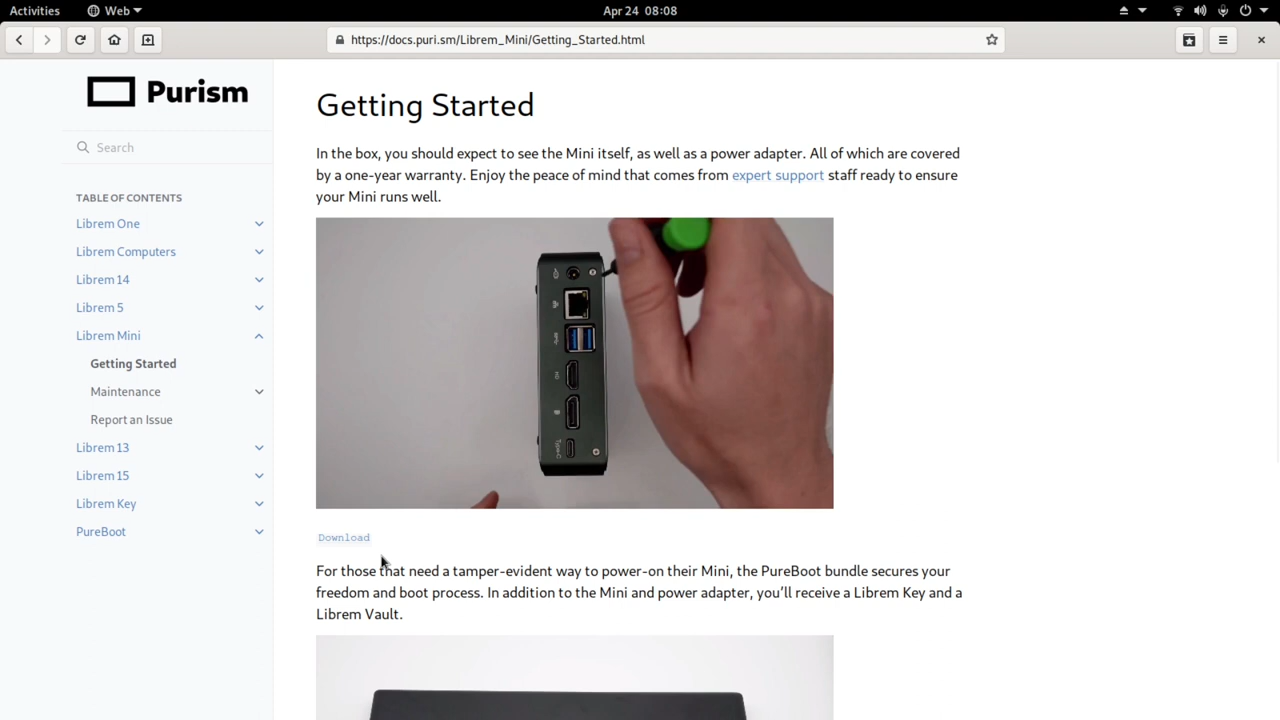 Activities
Web
Apr 24 08:08
https://docs.puri.sm/Librem_Mini/Getting_Started.html
Purism
Search
TABLE OF CONTENTS
Librem One
Librem Computers
Librem 14
Librem 5
Librem Mini
Getting Started
Maintenance
Report an Issue
Librem 13
Librem 15
Librem Key
PureBoot
Getting Started
In the box, you should expect to see the Mini itself, as well as a power adapter. All of which are covered
by a one-year warranty. Enjoy the peace of mind that comes from expert support staff ready to ensure
your Mini runs well.
Type-C
Download
For those that need a tamper-evident way to power-on their Mini, the PureBoot bundle secures your
freedom and boot process. In addition to the Mini and power adapter, you’ll receive a Librem Key and a
Librem Vault.